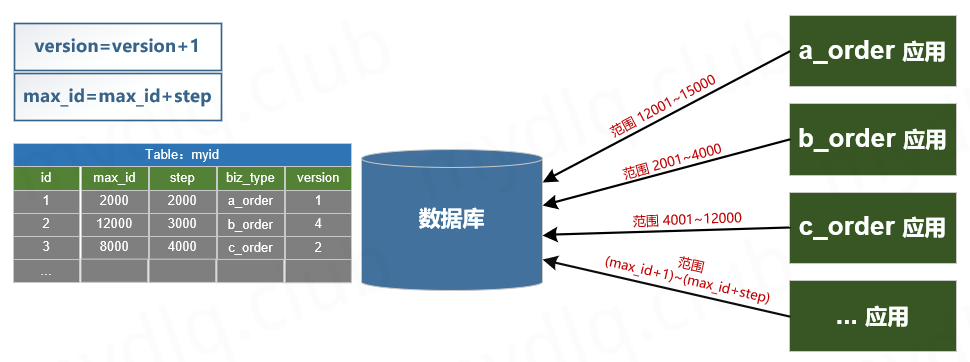 version=version+1
max_id=max_id+step
Table：myid
id max_id step biz_type version
1 2000 2000 a_order 1
2 12000 3000 b_order 4
3 8000 4000 c_order 2
...
数据库
范围 12001~15000
范围 2001~4000
范围 4001~12000
范围
(max_id+1)~(max_id+step)
a_order 应用
b_order 应用
c_order 应用
... 应用
mydlq.club